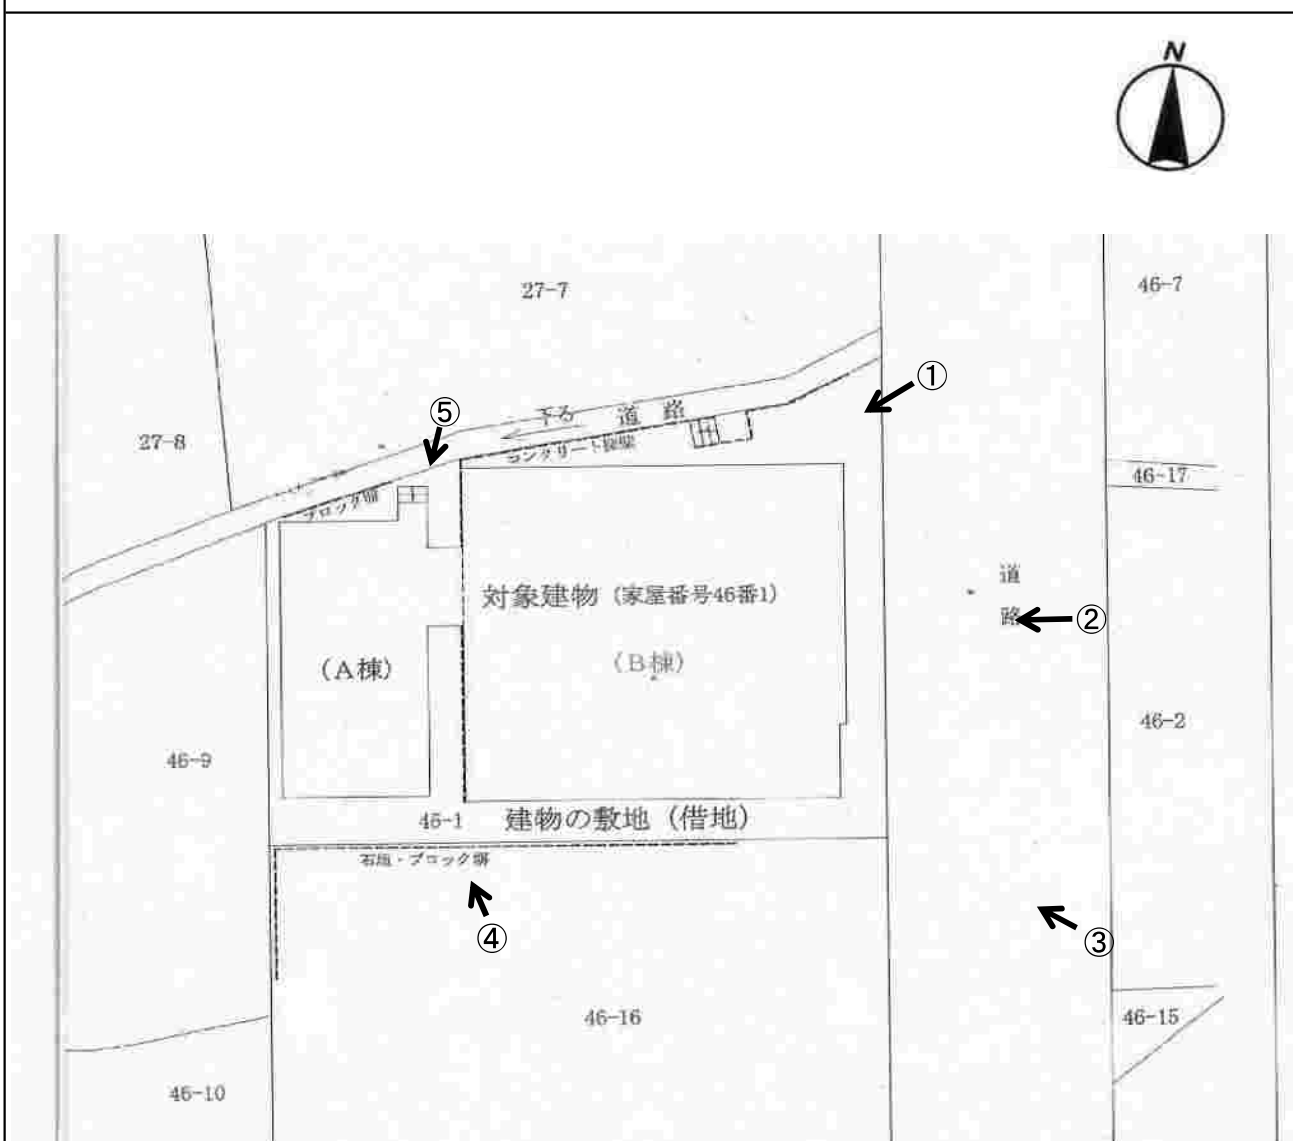 N
27-7
46-7
①
⑤
下る 道 路
27-8
コンクリート擁壁
46-17
ブロック塀
道
路
②
対象建物 (家屋番号46番1)
(A棟)
(B棟)
46-2
46-9
46-1 建物の敷地 (借地)
石垣・ブロック塀
④
③
46-16
46-15
46-10